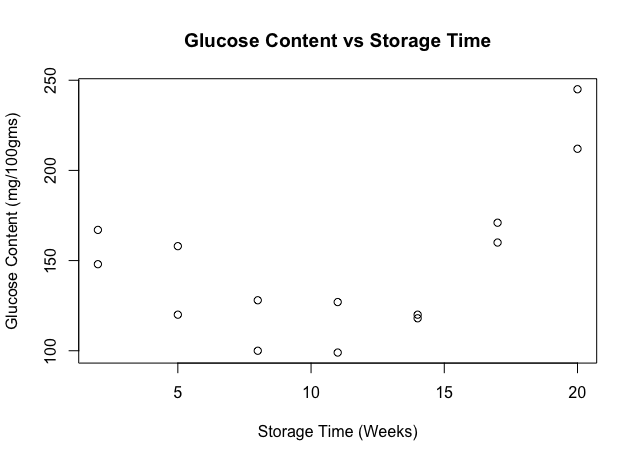 Glucose Content vs Storage Time
Glucose Content (mg/100gms)
250
200
150
100
5 10 15 20
Storage Time (Weeks)